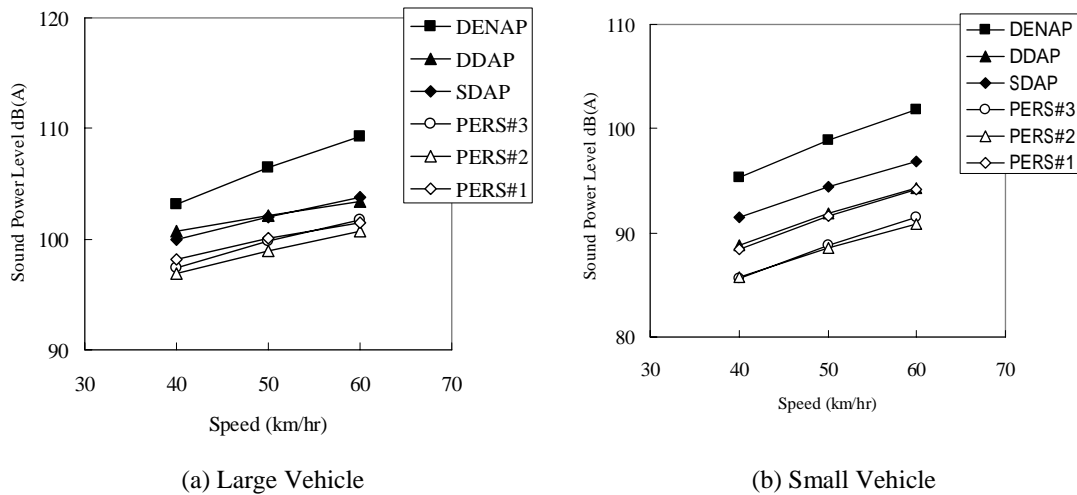 Sound Power Level dB(A)
120
110
100
90
30 40 50 60 70
Speed (km/hr)
DENAP
DDAP
SDAP
PERS#3
PERS#2
PERS#1
(a) Large Vehicle
Sound Power Level dB(A)
110
100
90
80
30 40 50 60 70
Speed (km/hr)
DENAP
DDAP
SDAP
PERS#3
PERS#2
PERS#1
(b) Small Vehicle